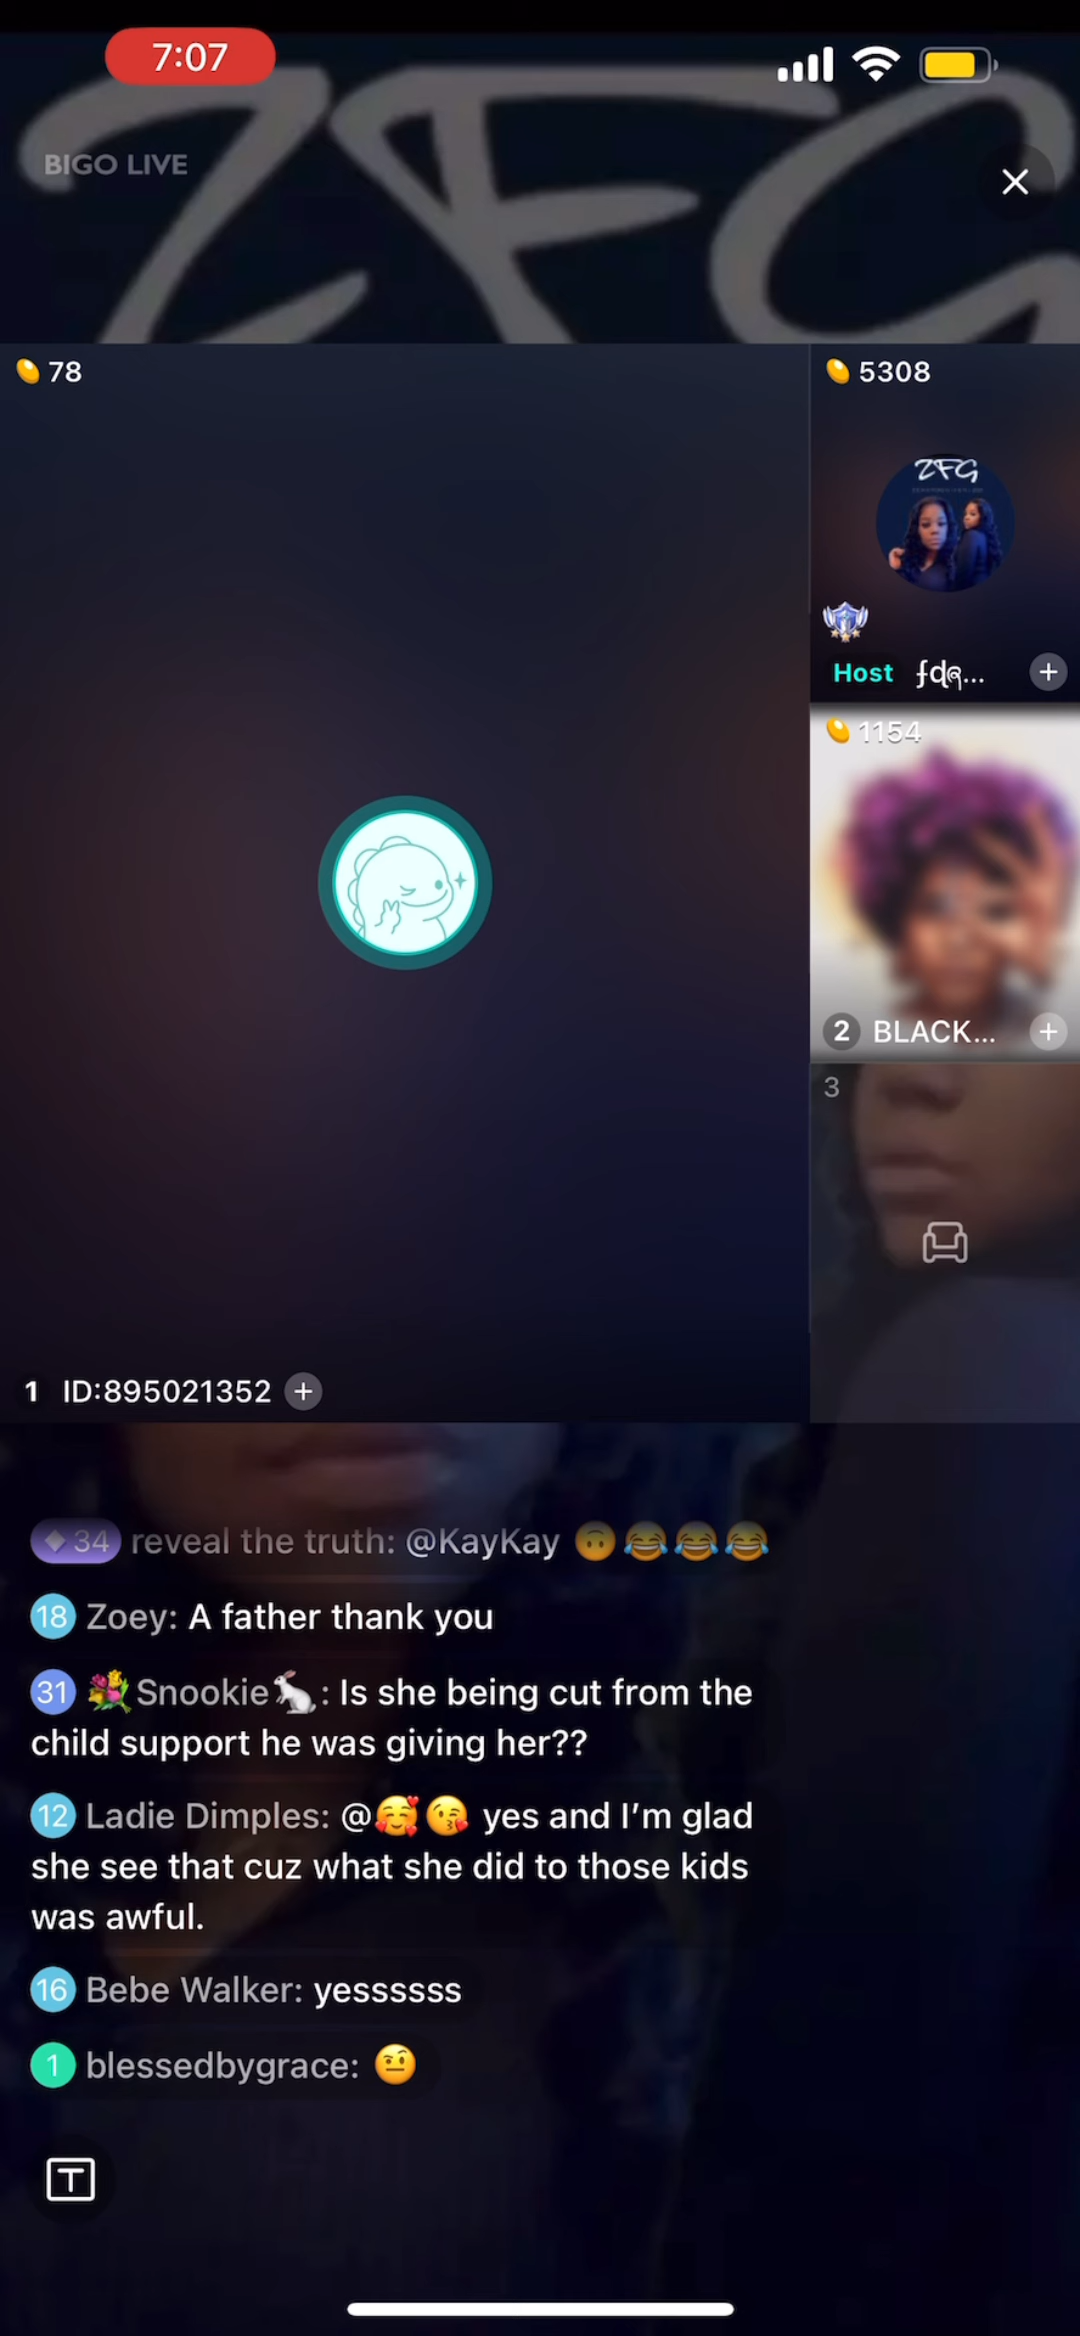 7:07
ZFG
BIGO LIVE
78
5308
ZFG
Host
1154
2 BLACK...
3
1 ID:895021352
34 reveal the truth: @KayKay 🙃😂😂😂
18 Zoey: A father thank you
31 💐Snookie🐇: Is she being cut from the
child support he was giving her??
12 Ladie Dimples: @🥰😘 yes and I’m glad
she see that cuz what she did to those kids
was awful.
16 Bebe Walker: yessssss
1 blessedbygrace: 🤨
T